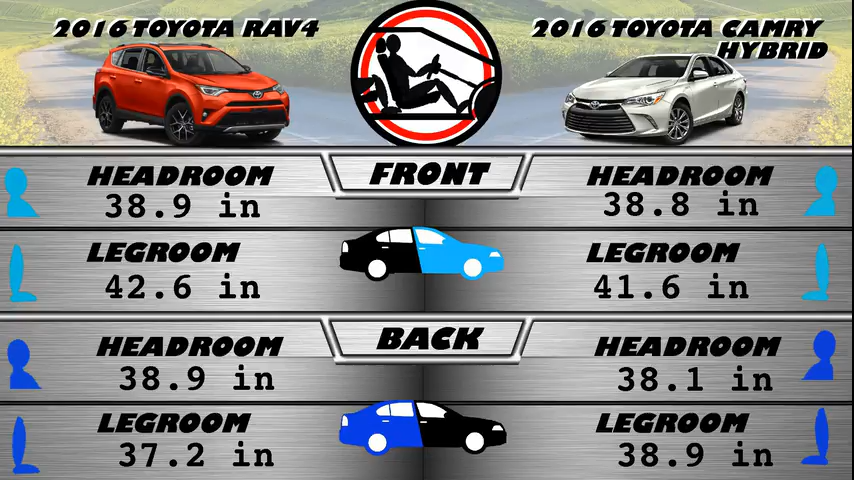 2016 TOYOTA RAV4
2016 TOYOTA CAMRY
HYBRID
FRONT
HEADROOM
38.9 in
HEADROOM
38.8 in
LEGROOM
42.6 in
LEGROOM
41.6 in
BACK
HEADROOM
38.9 in
HEADROOM
38.1 in
LEGROOM
37.2 in
LEGROOM
38.9 in